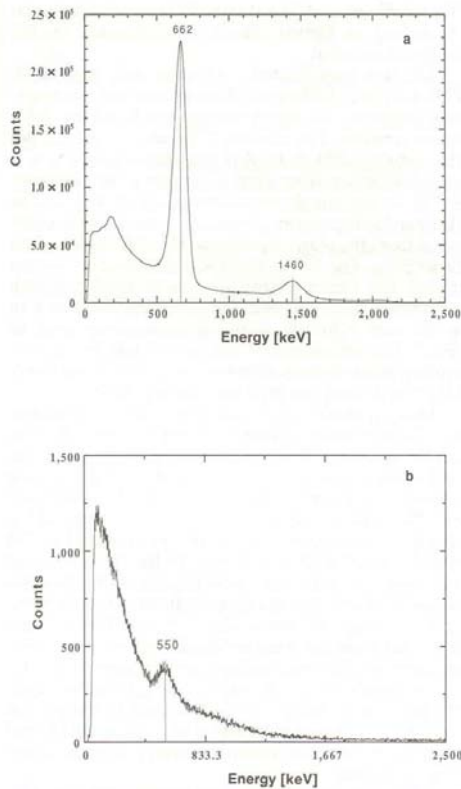 662
a
2.5 × 10⁵
2.0 × 10⁵
1.5 × 10⁵
1.0 × 10⁵
5.0 × 10⁴
0
Counts
1460
0 500 1,000 1,500 2,000 2,500
Energy [keV]
b
1,500
1,000
500
0
Counts
550
0 833.3 1,667 2,500
Energy [keV]